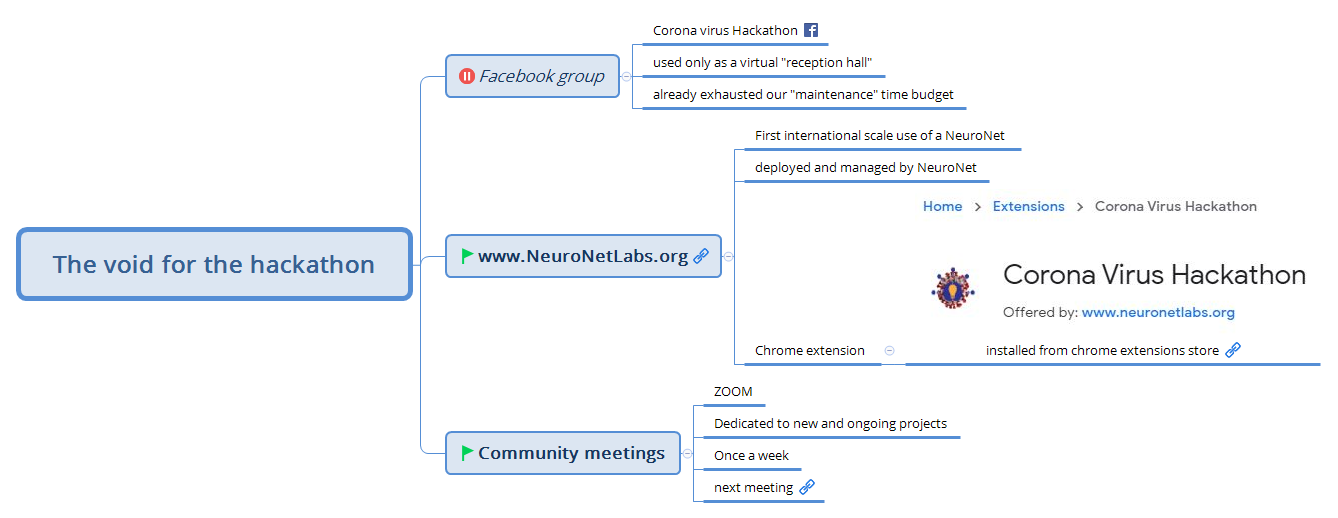 The void for the hackathon
Facebook group
Corona virus Hackathon
used only as a virtual "reception hall"
already exhausted our "maintenance" time budget
www.NeuroNetLabs.org
First international scale use of a NeuroNet
deployed and managed by NeuroNet
Chrome extension
Home > Extensions > Corona Virus Hackathon
Corona Virus Hackathon
Offered by: www.neuronetlabs.org
installed from chrome extensions store
Community meetings
ZOOM
Dedicated to new and ongoing projects
Once a week
next meeting